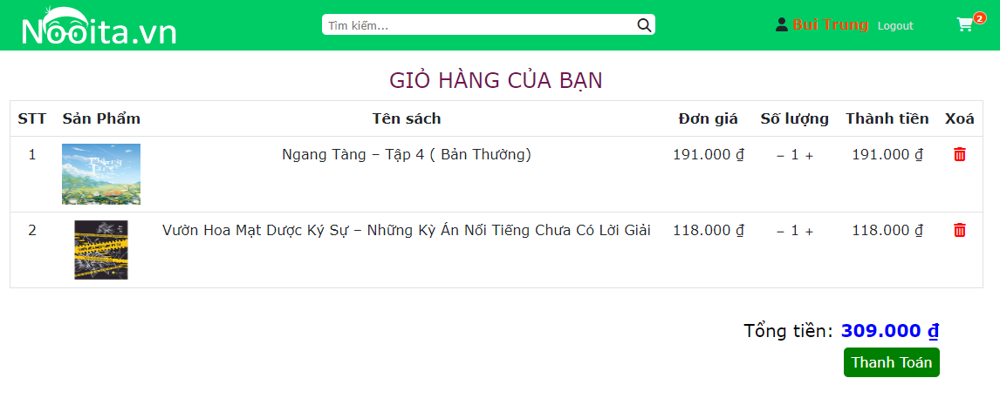 Nooita.vn
Tìm kiếm...
Bui Trung Logout 2
GIỎ HÀNG CỦA BẠN
STT Sản Phẩm Tên sách Đơn giá Số lượng Thành tiền Xoá
1 Ngang Tàng – Tập 4 ( Bản Thường) 191.000 ₫ − 1 + 191.000 ₫
2 Vườn Hoa Mạt Dược Ký Sự – Những Kỳ Án Nổi Tiếng Chưa Có Lời Giải 118.000 ₫ − 1 + 118.000 ₫
Tổng tiền: 309.000 ₫
Thanh Toán